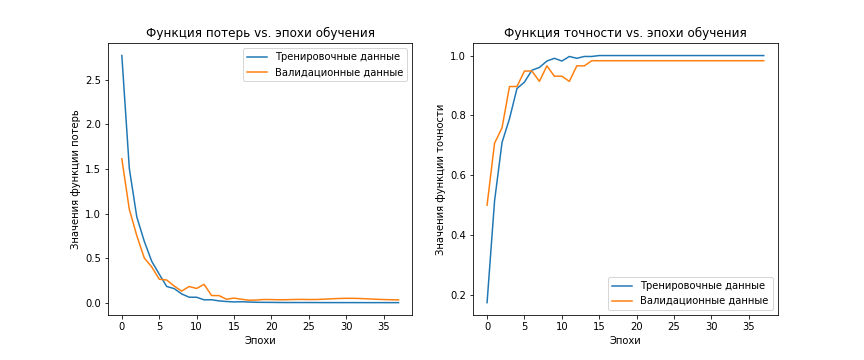 Функция потерь vs. эпохи обучения
Значения функции потерь
2.5
2.0
1.5
1.0
0.5
0.0
0 5 10 15 20 25 30 35
Эпохи
Тренировочные данные
Валидационные данные
Функция точности vs. эпохи обучения
Значения функции точности
1.0
0.8
0.6
0.4
0.2
0 5 10 15 20 25 30 35
Эпохи
Тренировочные данные
Валидационные данные